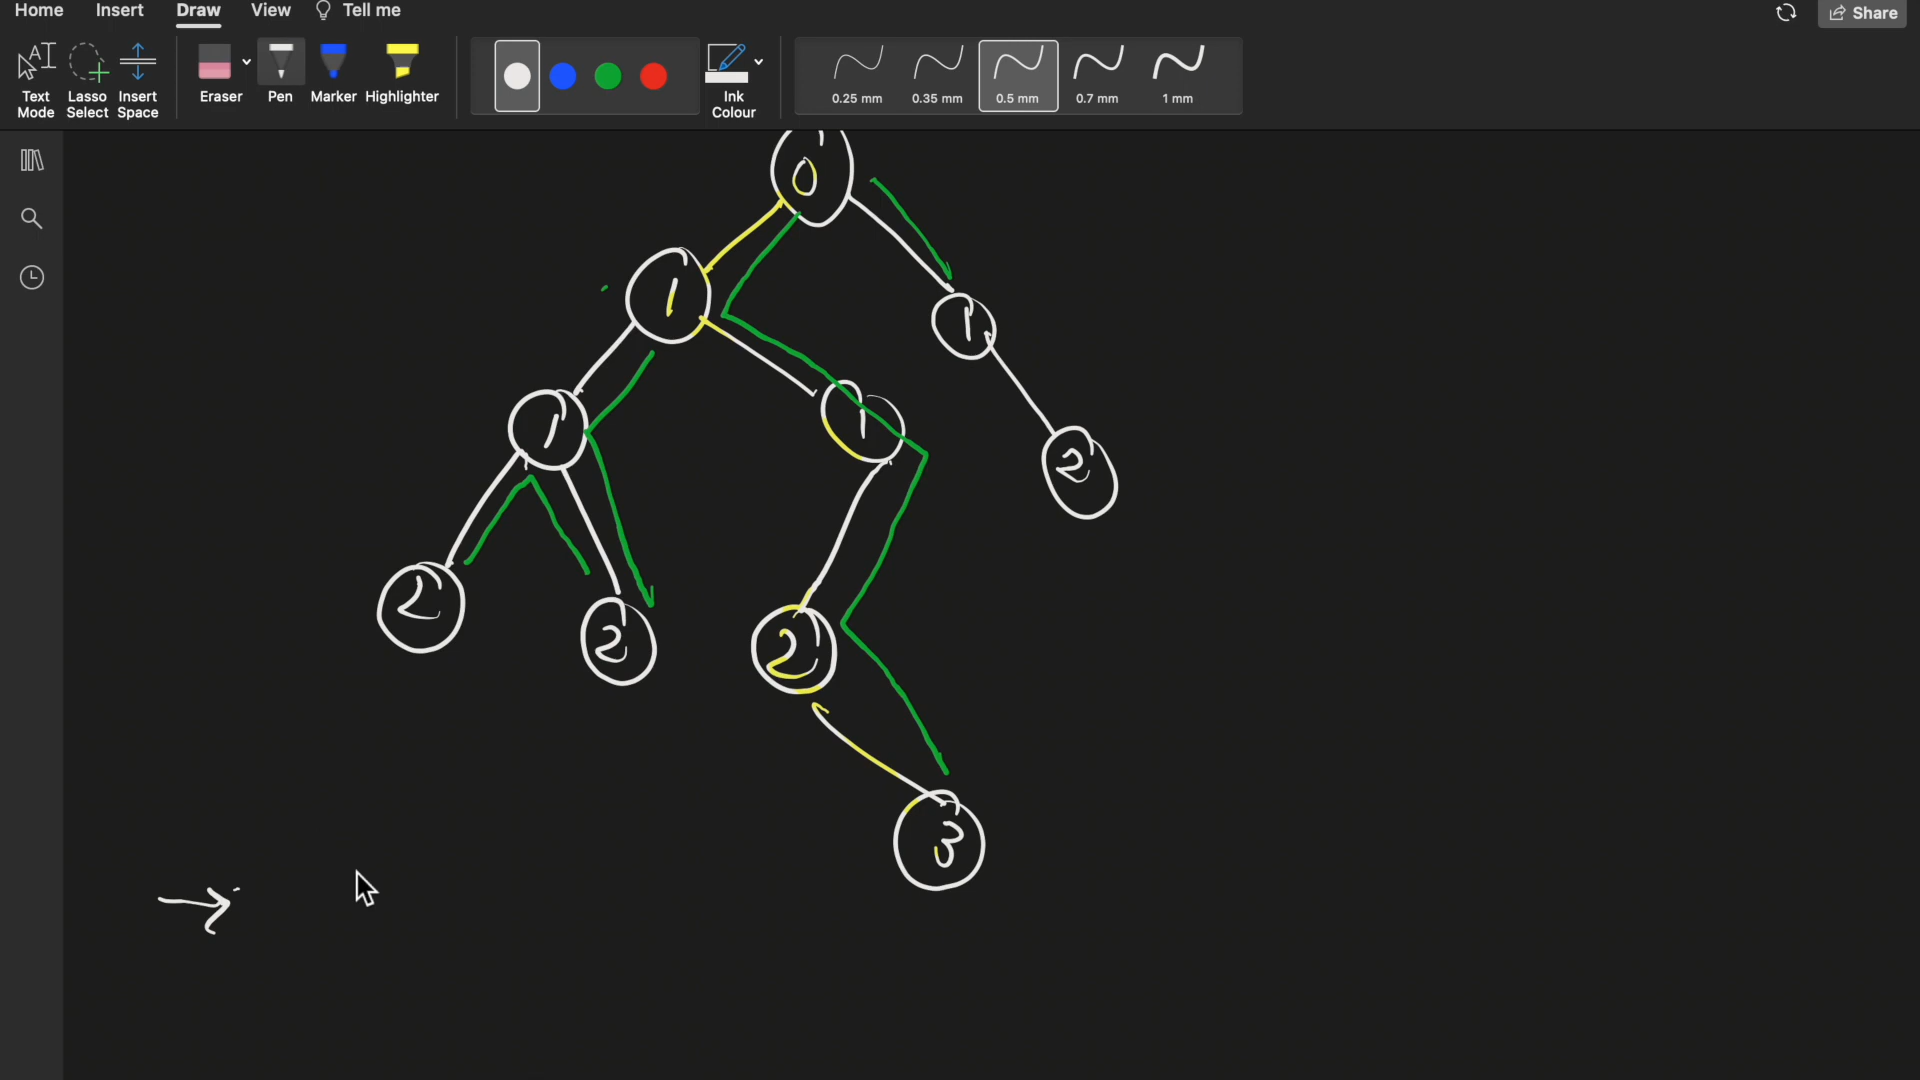 Home Insert Draw View Tell me Share
Text Mode
Lasso Select
Insert Space
Eraser
Pen
Marker
Highlighter
Ink Colour
0.25 mm
0.35 mm
0.5 mm
0.7 mm
1 mm
0
1
1
1
1
2
2
2
2
3